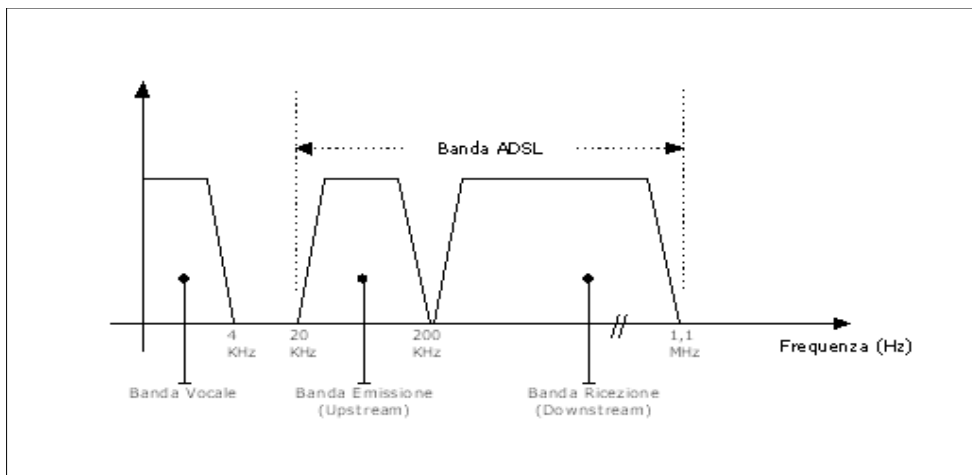 Banda ADSL
4
KHz
20
KHz
200
KHz
1,1
MHz
Frequenza (Hz)
Banda Vocale
Banda Emissione
(Upstream)
Banda Ricezione
(Downstream)